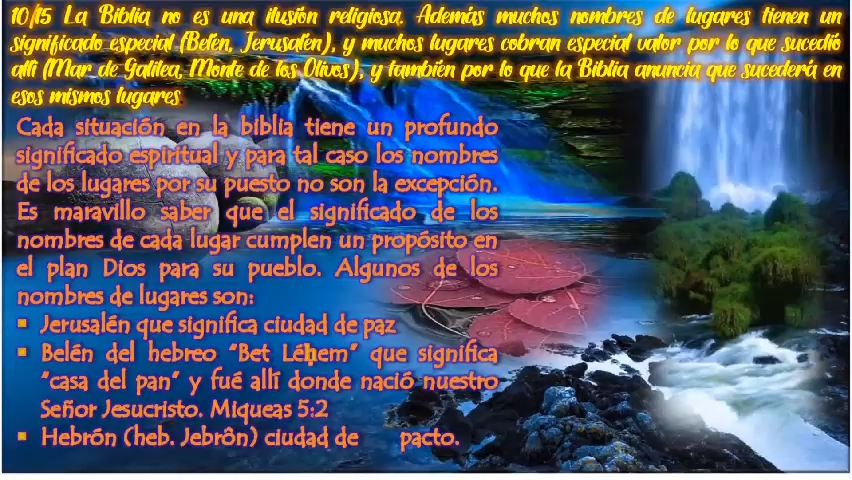 10/15 La Biblia no es una ilusión religiosa. Además muchos nombres de lugares tienen un
significado especial (Belén, Jerusalén), y muchos lugares cobran especial valor por lo que sucedió
allí (Mar de Galilea, Monte de los Olivos), y también por lo que la Biblia anuncia que sucederá en
esos mismos lugares.
Cada situación en la biblia tiene un profundo
significado espiritual y para tal caso los nombres
de los lugares por su puesto no son la excepción.
Es maravillo saber que el significado de los
nombres de cada lugar cumplen un propósito en
el plan Dios para su pueblo. Algunos de los
nombres de lugares son:
▪ Jerusalén que significa ciudad de paz
▪ Belén del hebreo “Bet Léḥem” que significa
“casa del pan” y fué allí donde nació nuestro
Señor Jesucristo. Miqueas 5:2
▪ Hebrón (heb. Jebrôn) ciudad de pacto.